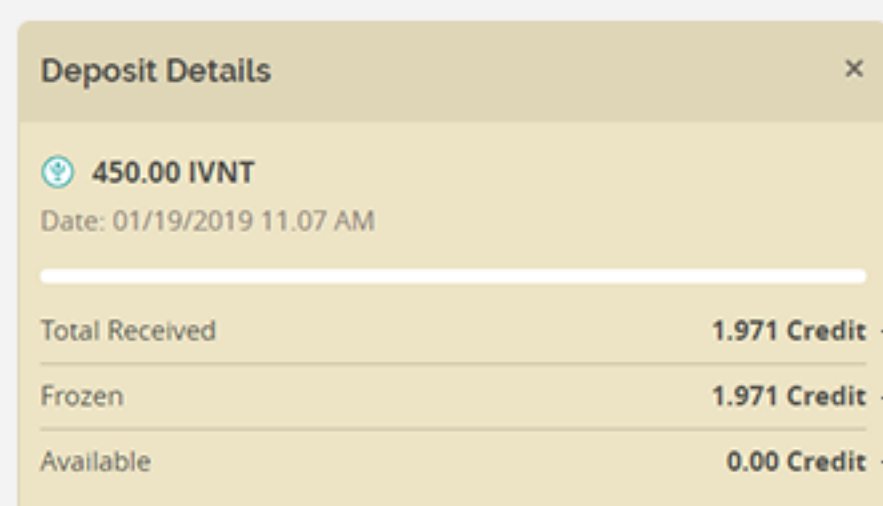 Deposit Details ×
450.00 IVNT
Date: 01/19/2019 11.07 AM
Total Received 1.971 Credit
Frozen 1.971 Credit
Available 0.00 Credit